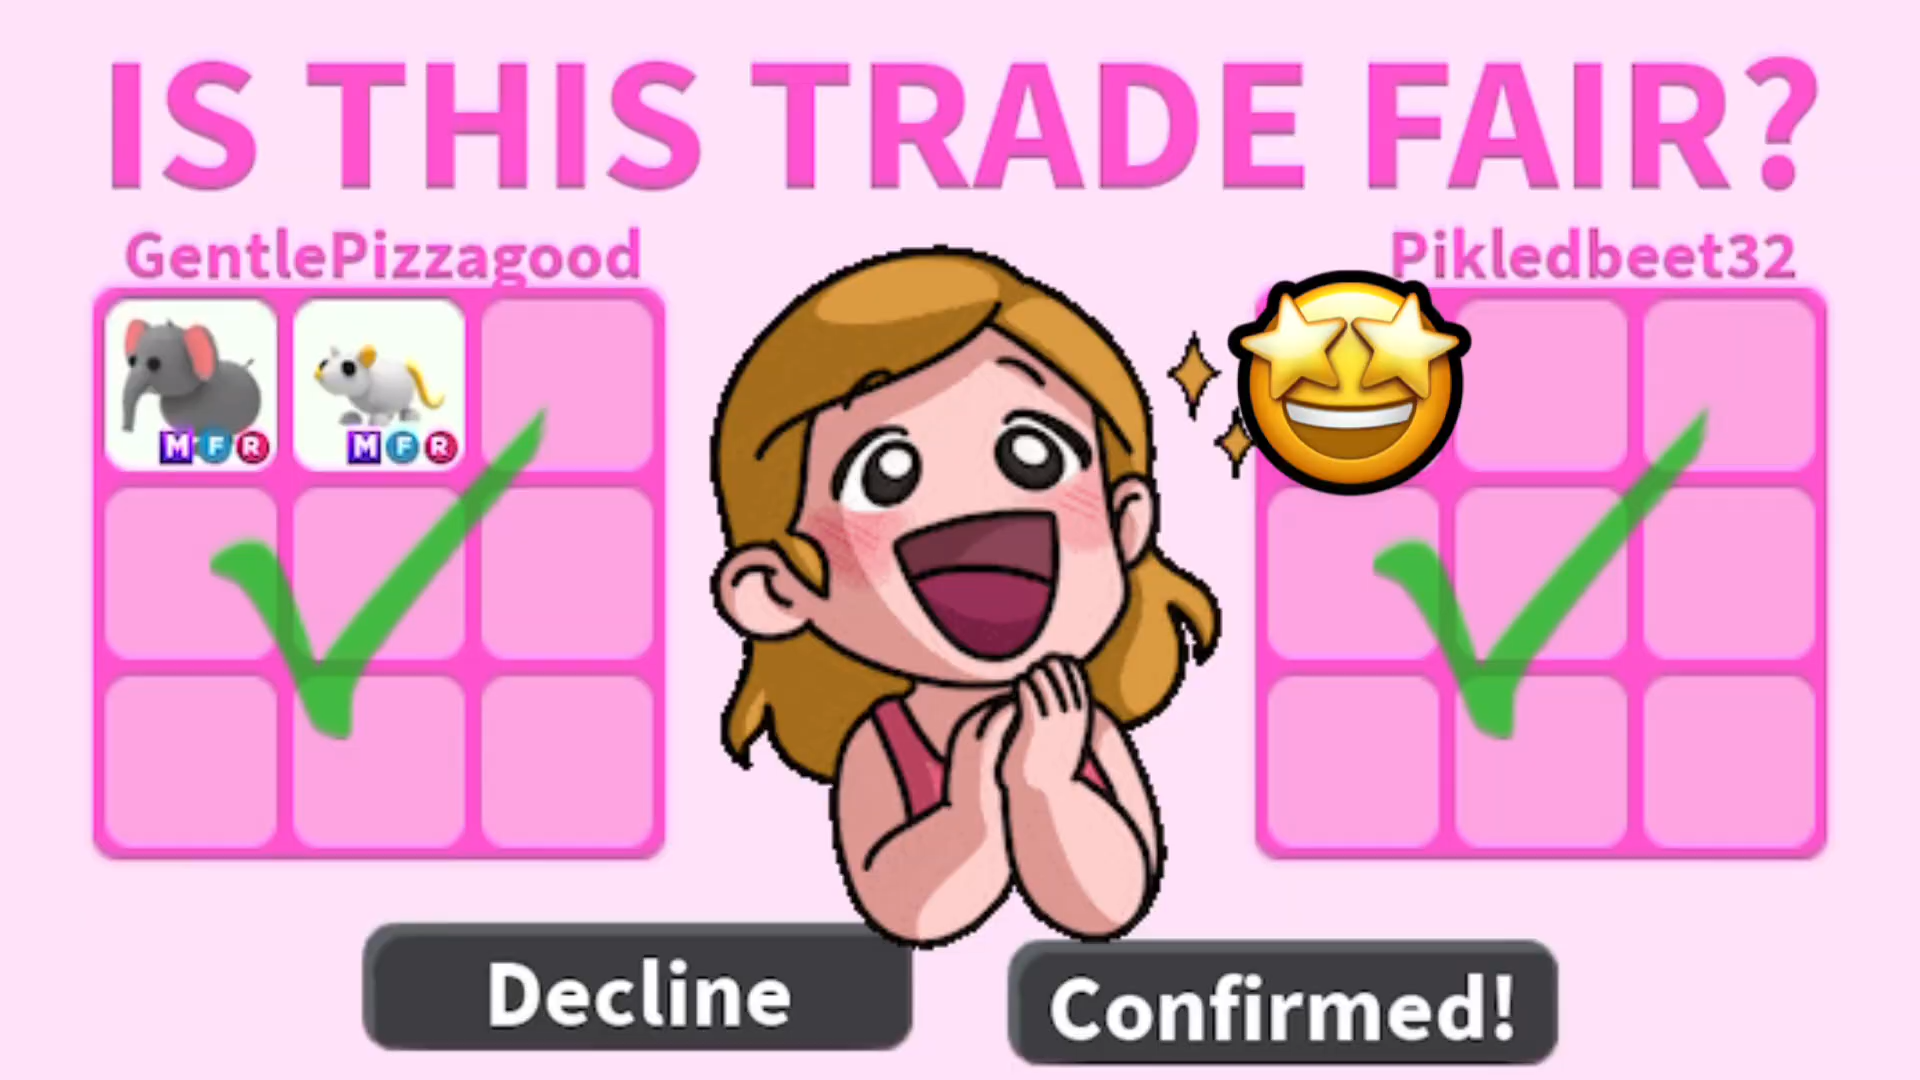 IS THIS TRADE FAIR?
GentlePizzagood
Pikledbeet32
M F R
M F R
Decline
Confirmed!